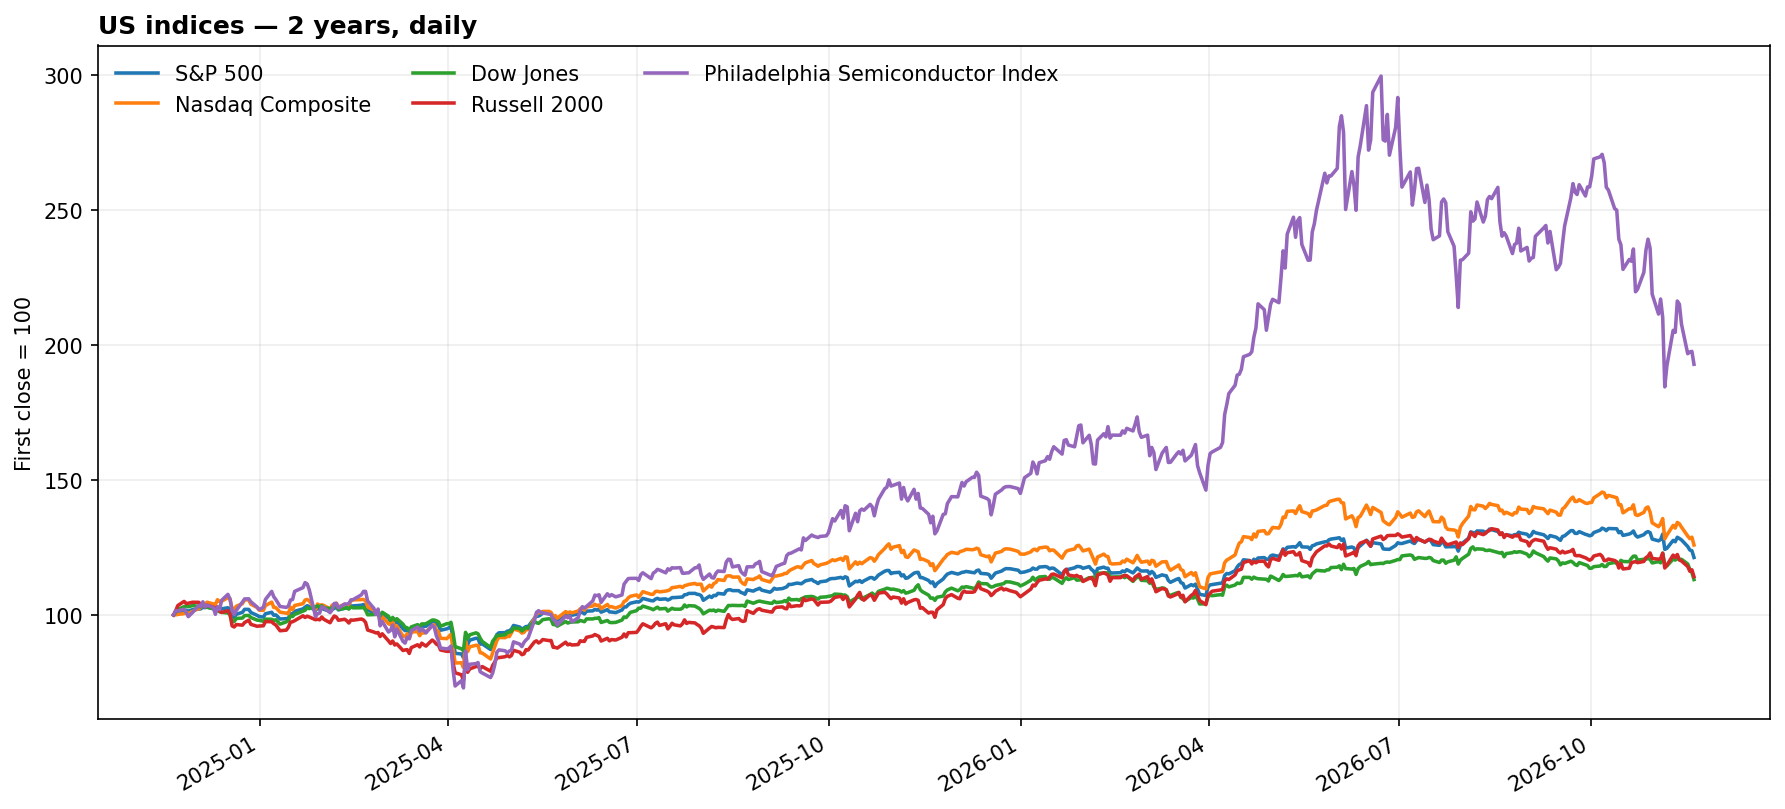 US indices — 2 years, daily
S&P 500
Nasdaq Composite
Dow Jones
Russell 2000
Philadelphia Semiconductor Index
First close = 100
300
250
200
150
100
2025-01
2025-04
2025-07
2025-10
2026-01
2026-04
2026-07
2026-10